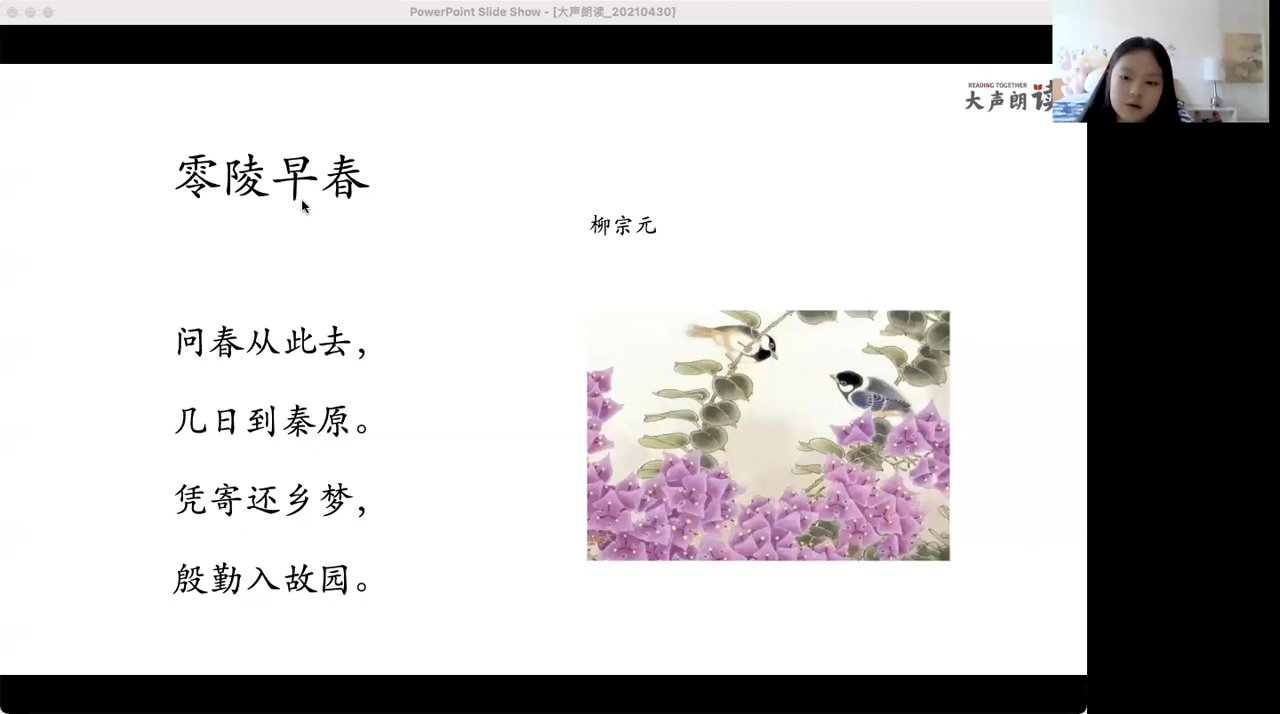 PowerPoint Slide Show - [大声朗读_20210430]
READING TOGETHER
大声朗读
零陵早春
柳宗元
问春从此去，
几日到秦原。
凭寄还乡梦，
殷勤入故园。